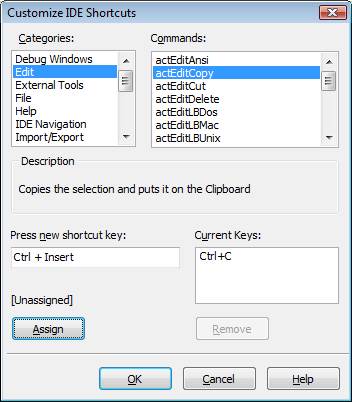 Customize IDE Shortcuts
Categories:
Commands:
Debug Windows
Edit
External Tools
File
Help
IDE Navigation
Import/Export
actEditAnsi
actEditCopy
actEditCut
actEditDelete
actEditLBDos
actEditLBMac
actEditLBUnix
Description
Copies the selection and puts it on the Clipboard
Press new shortcut key:
Current Keys:
Ctrl + Insert
Ctrl+C
[Unassigned]
Assign
Remove
OK
Cancel
Help